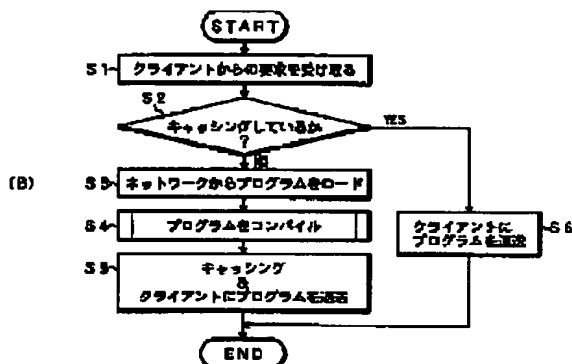 START
S1
クライアントからの要求を受け取る
S2
キャッシングしているか
?
YES
NO
(B)
S3
ネットワークからプログラムをロード
S4
プログラムをコンパイル
S5
キャッシング
&
クライアントにプログラムを返送
クライアントに
プログラムを返送
S6
END